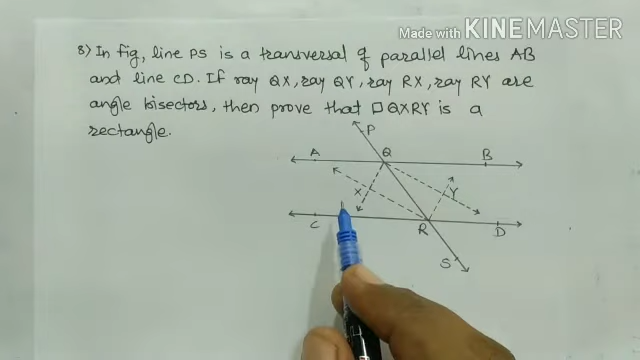 Made with KINEMASTER
8) In fig, line PS is a transversal of parallel lines AB
and line CD. If ray QX, ray QY, ray RX, ray RY are
angle bisectors, then prove that □QXRY is a
rectangle.
P
A Q B
X Y
C R D
S